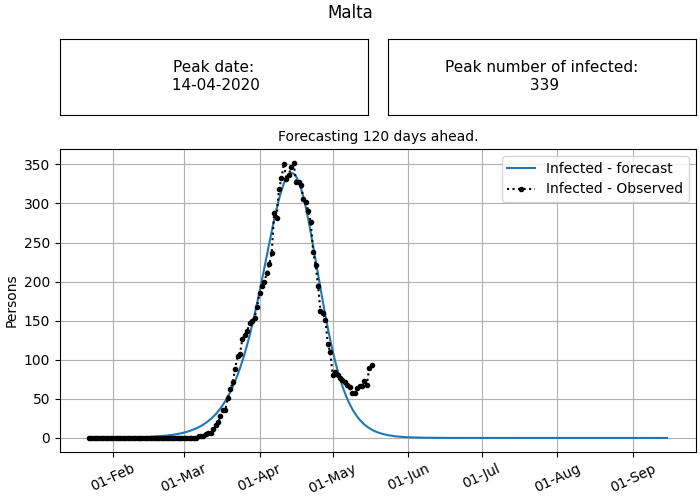 Malta
Peak date:
14-04-2020
Peak number of infected:
339
Forecasting 120 days ahead.
350
300
250
200
150
100
50
0
Persons
Infected - forecast
Infected - Observed
01-Feb
01-Mar
01-Apr
01-May
01-Jun
01-Jul
01-Aug
01-Sep